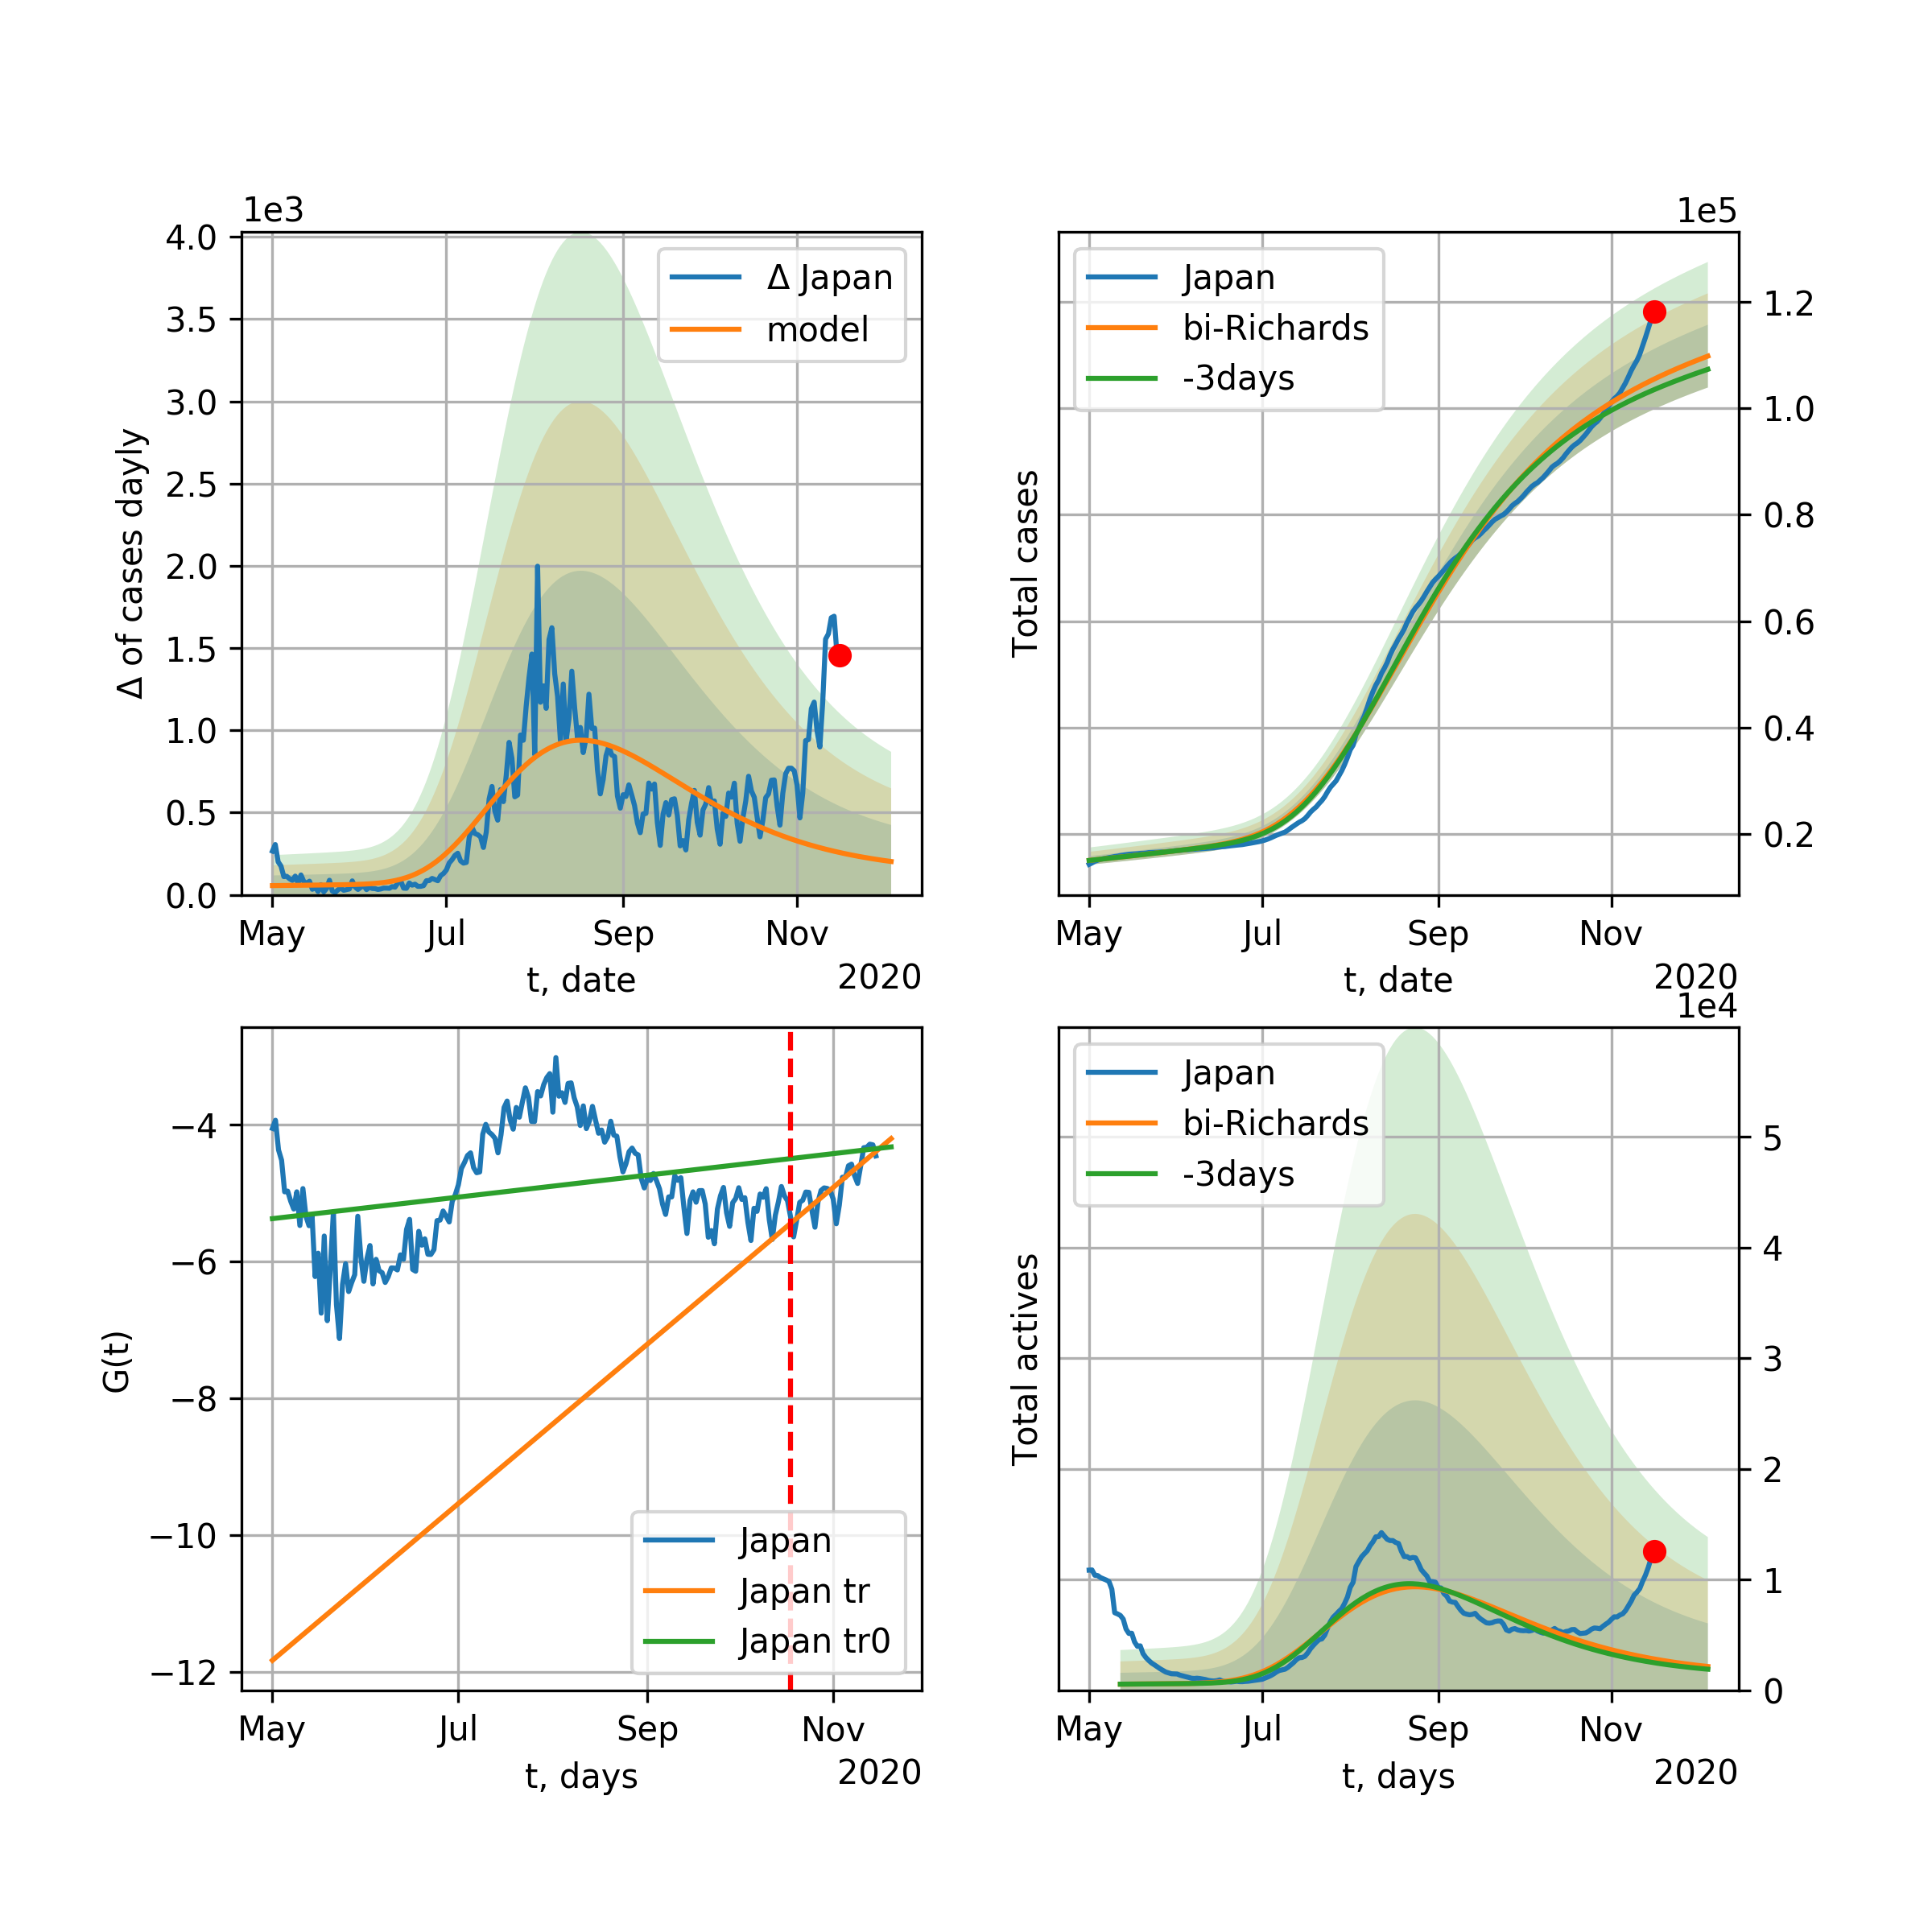 1e3
4.0
3.5
3.0
2.5
2.0
1.5
1.0
0.5
0.0
Δ of cases dayly
Δ Japan
model
May Jul Sep Nov
t, date
2020
1e5
Japan
bi-Richards
-3days
Total cases
1.2
1.0
0.8
0.6
0.4
0.2
May Jul Sep Nov
t, date
2020
−4
−6
−8
−10
−12
G(t)
Japan
Japan tr
Japan tr0
May Jul Sep Nov
t, days
2020
1e4
Japan
bi-Richards
-3days
Total actives
5
4
3
2
1
0
May Jul Sep Nov
t, days
2020